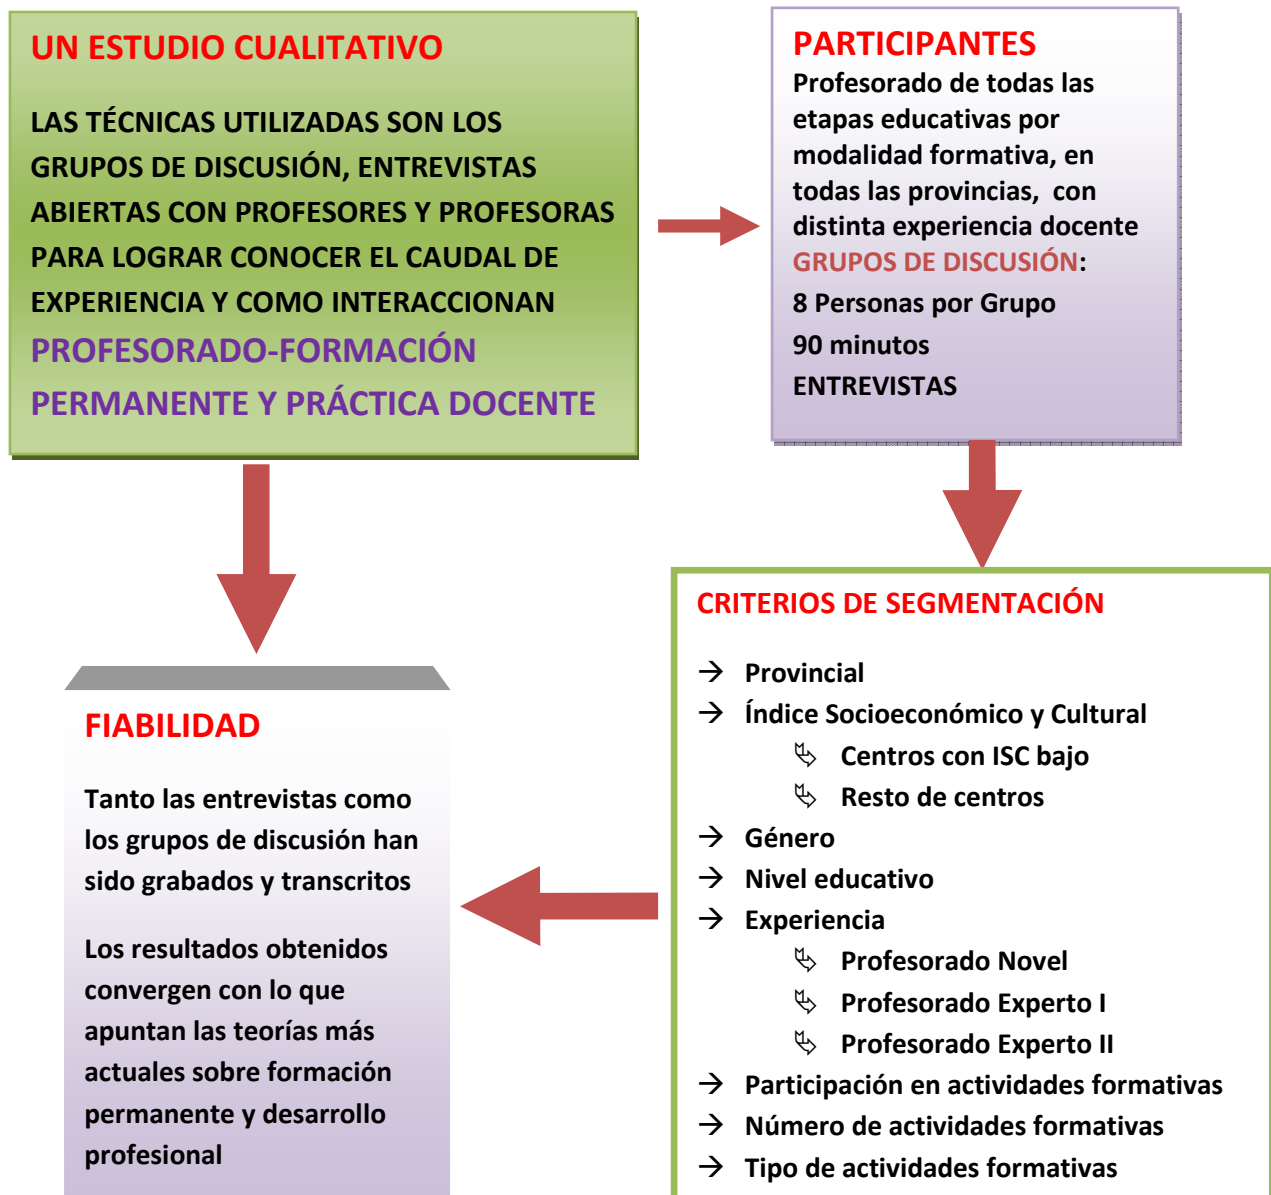 UN ESTUDIO CUALITATIVO
LAS TÉCNICAS UTILIZADAS SON LOS
GRUPOS DE DISCUSIÓN, ENTREVISTAS
ABIERTAS CON PROFESORES Y PROFESORAS
PARA LOGRAR CONOCER EL CAUDAL DE
EXPERIENCIA Y COMO INTERACCIONAN
PROFESORADO-FORMACIÓN
PERMANENTE Y PRÁCTICA DOCENTE
PARTICIPANTES
Profesorado de todas las
etapas educativas por
modalidad formativa, en
todas las provincias, con
distinta experiencia docente
GRUPOS DE DISCUSIÓN:
8 Personas por Grupo
90 minutos
ENTREVISTAS
CRITERIOS DE SEGMENTACIÓN
→ Provincial
→ Índice Socioeconómico y Cultural
Centros con ISC bajo
Resto de centros
→ Género
→ Nivel educativo
→ Experiencia
Profesorado Novel
Profesorado Experto I
Profesorado Experto II
→ Participación en actividades formativas
→ Número de actividades formativas
→ Tipo de actividades formativas
FIABILIDAD
Tanto las entrevistas como
los grupos de discusión han
sido grabados y transcritos
Los resultados obtenidos
convergen con lo que
apuntan las teorías más
actuales sobre formación
permanente y desarrollo
profesional